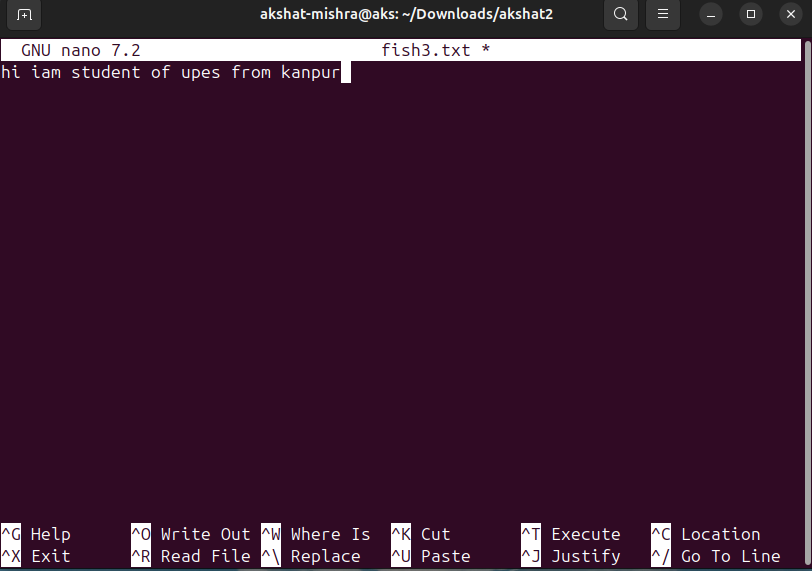 akshat-mishra@aks: ~/Downloads/akshat2
GNU nano 7.2 fish3.txt *
hi iam student of upes from kanpur
^G Help ^O Write Out ^W Where Is ^K Cut ^T Execute ^C Location
^X Exit ^R Read File ^\ Replace ^U Paste ^J Justify ^/ Go To Line